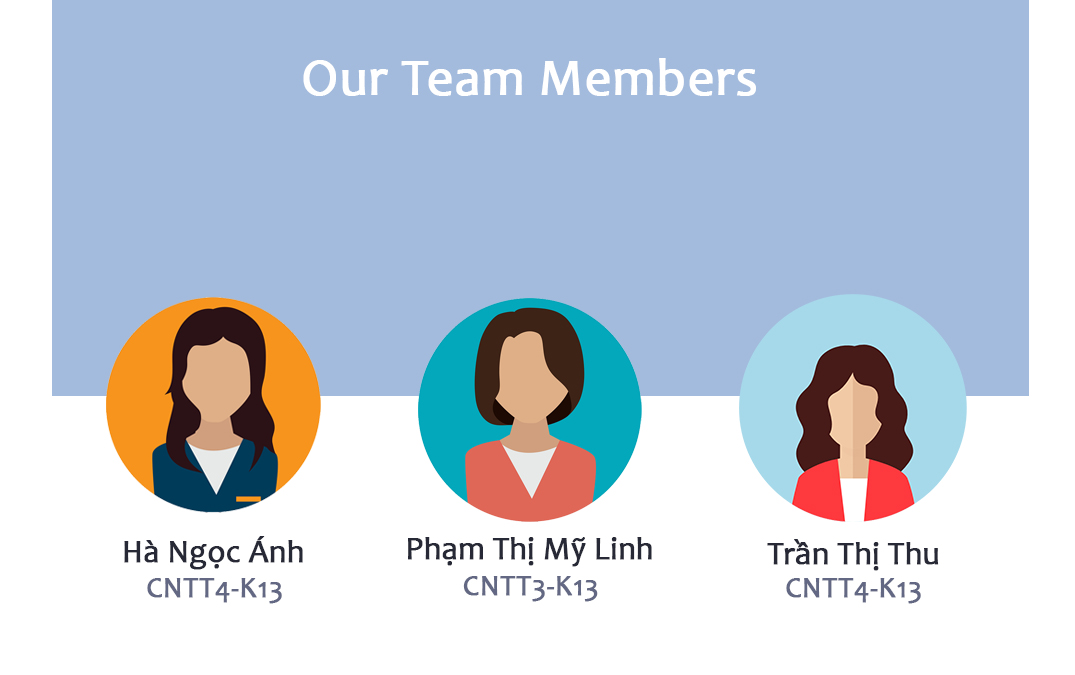 Our Team Members
Hà Ngọc Ánh
CNTT4-K13
Phạm Thị Mỹ Linh
CNTT3-K13
Trần Thị Thu
CNTT4-K13